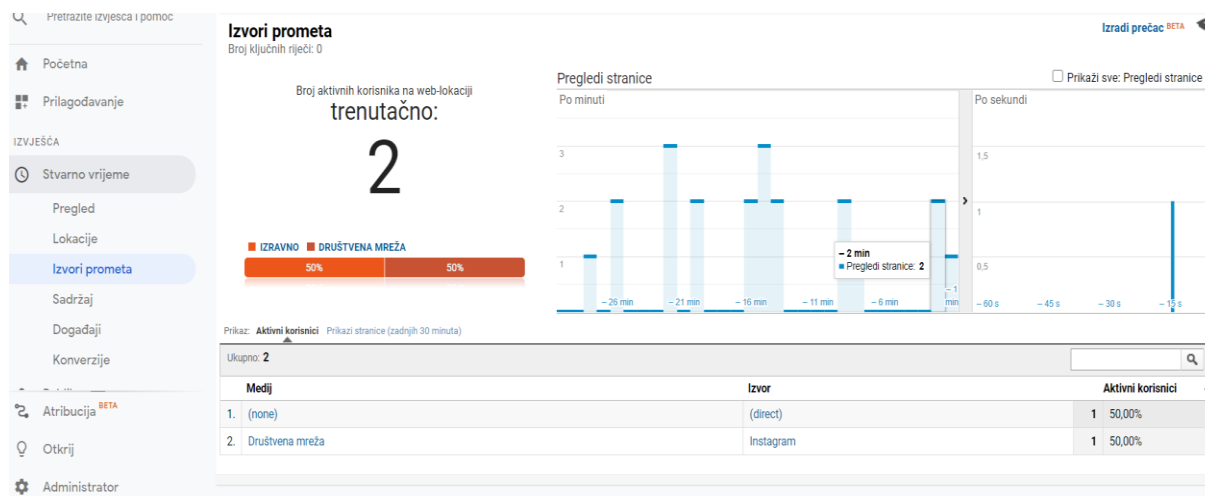 Pretražite izvješća i pomoć
Početna
Prilagođavanje
IZVJEŠĆA
Stvarno vrijeme
Pregled
Lokacije
Izvori prometa
Sadržaj
Događaji
Konverzije
Atribucija BETA
Otkrij
Administrator
Izvori prometa
Broj ključnih riječi: 0
Izradi prečac BETA
Broj aktivnih korisnika na web-lokaciji
trenutačno:
2
IZRAVNO DRUŠTVENA MREŽA
50% 50%
Pregledi stranice
Prikaži sve: Pregledi stranice
Po minuti
3
2
1
– 26 min – 21 min – 16 min – 11 min – 6 min – 1 min
– 2 min
Pregledi stranice: 2
Po sekundi
1,5
1
0,5
– 60 s – 45 s – 30 s – 15 s
Prikaz: Aktivni korisnici Prikazi stranice (zadnjih 30 minuta)
Ukupno: 2
Medij Izvor Aktivni korisnici
1. (none) (direct) 1 50,00%
2. Društvena mreža Instagram 1 50,00%